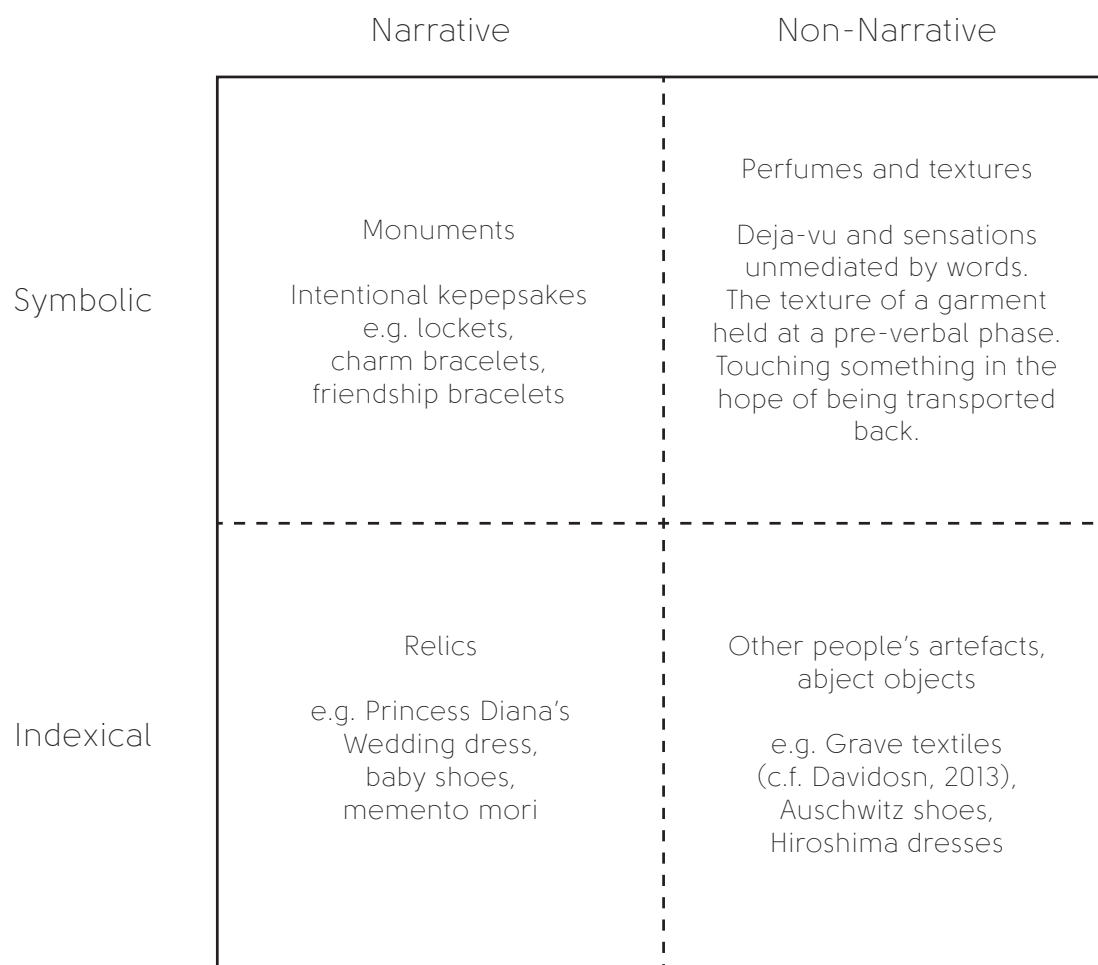 Narrative
Non-Narrative
Symbolic
Monuments
Intentional kepepsakes
e.g. lockets,
charm bracelets,
friendship bracelets
Perfumes and textures
Deja-vu and sensations
unmediated by words.
The texture of a garment
held at a pre-verbal phase.
Touching something in the
hope of being transported
back.
Indexical
Relics
e.g. Princess Diana's
Wedding dress,
baby shoes,
memento mori
Other people's artefacts,
abject objects
e.g. Grave textiles
(c.f. Davidosn, 2013),
Auschwitz shoes,
Hiroshima dresses